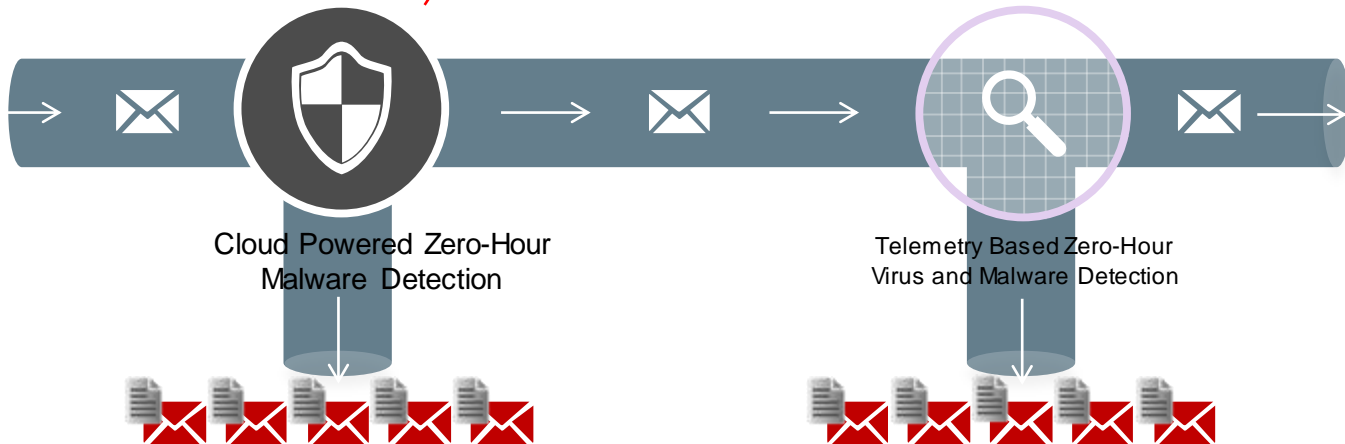 Cloud Powered Zero-Hour
Malware Detection
Telemetry Based Zero-Hour
Virus and Malware Detection